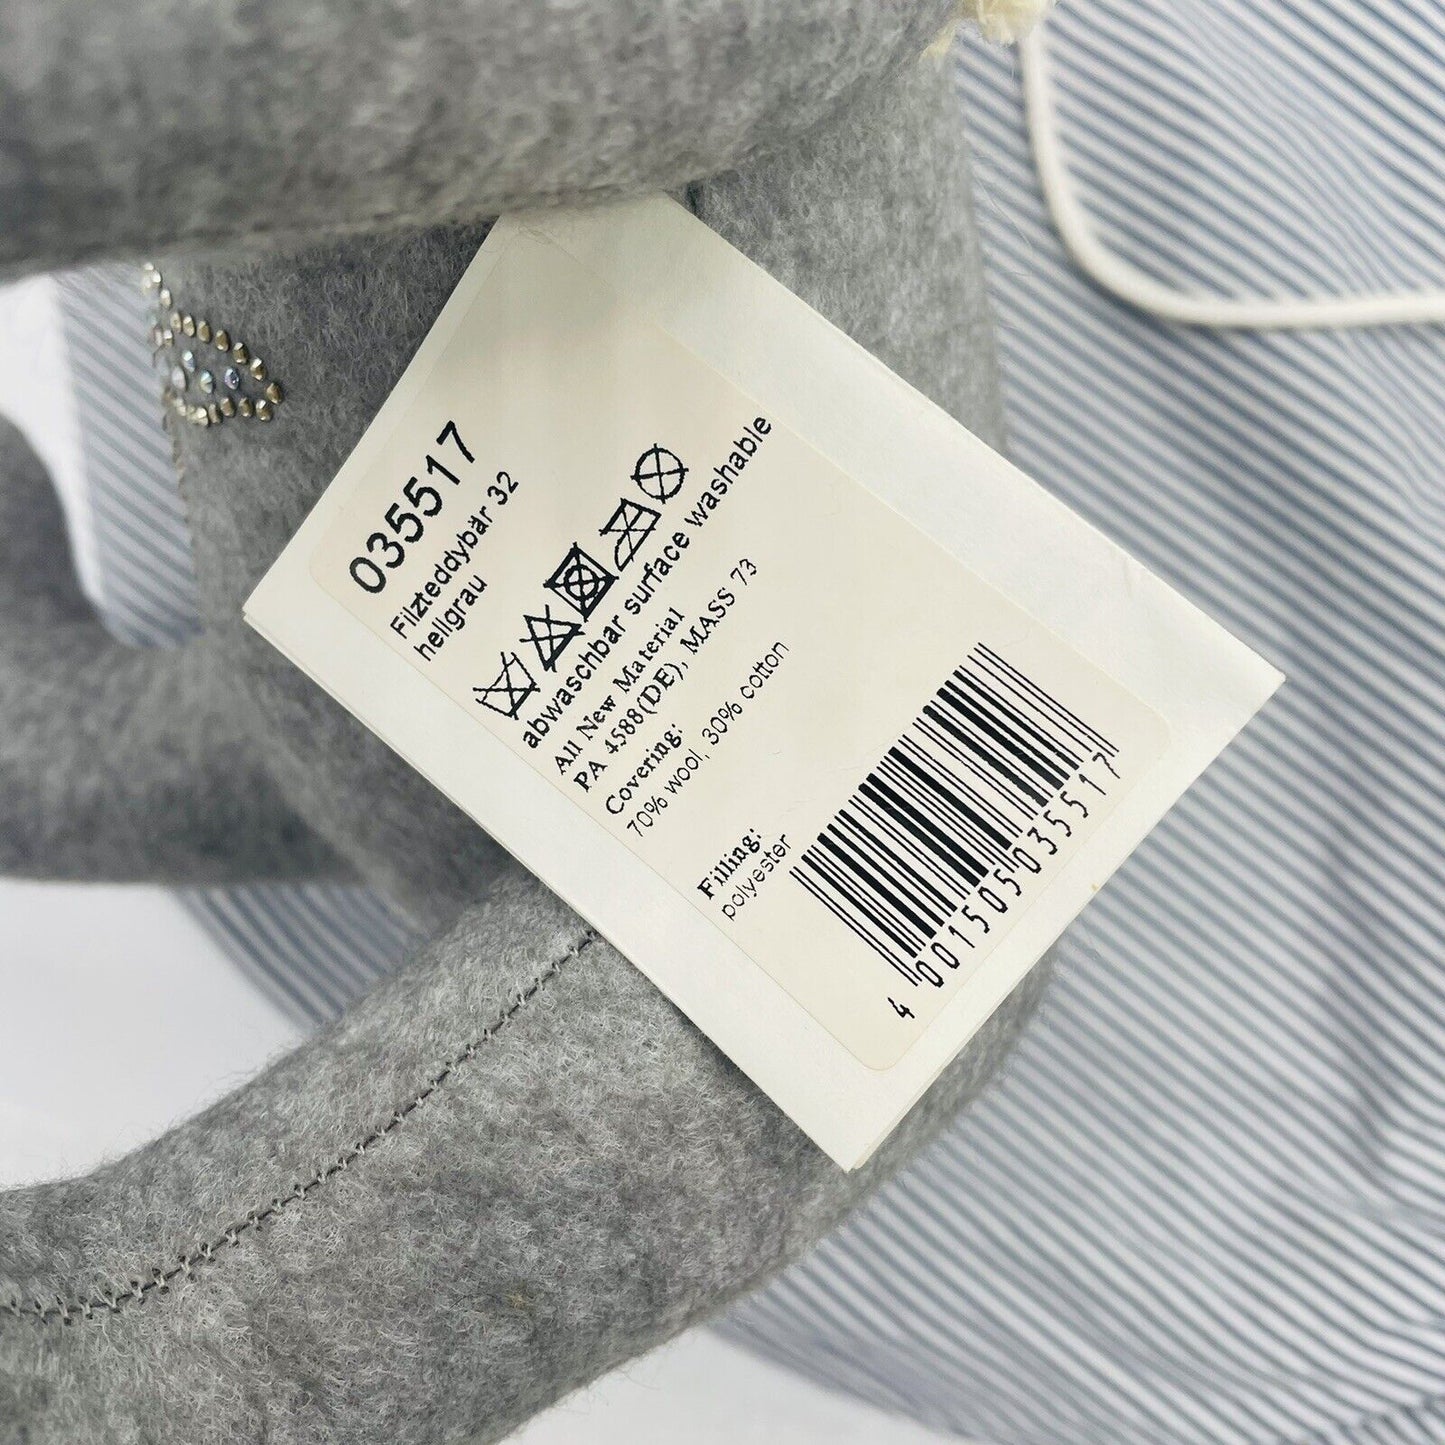 035517
Filzteddybär 32
hellgrau
abwaschbar surface washable
All New Material
PA 4588(DE), MASS 73
Covering:
70% wool, 30% cotton
Filling:
polyester
4 001505 035517